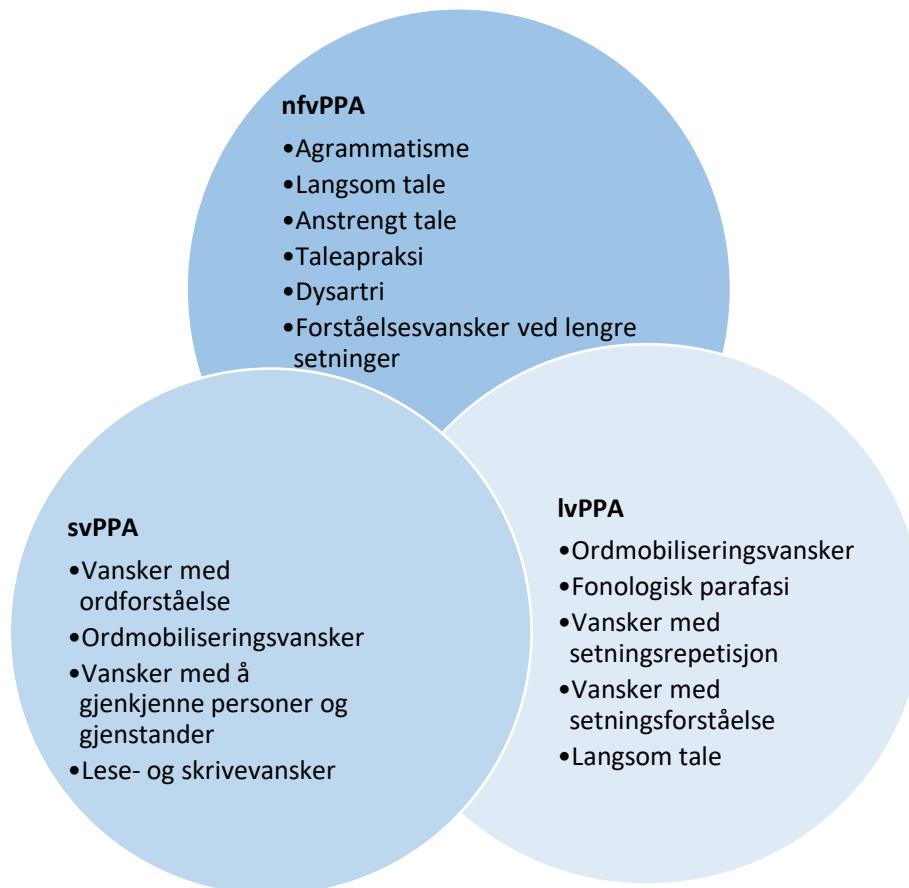 nfvPPA
•Agrammatisme
•Langsom tale
•Anstrengt tale
•Taleapraksi
•Dysartri
•Forståelsesvansker ved lengre
setninger
svPPA
•Vansker med
ordforståelse
•Ordmobiliseringsvansker
•Vansker med å
gjenkjenne personer og
gjenstander
•Lese- og skrivevansker
lvPPA
•Ordmobiliseringsvansker
•Fonologisk parafasi
•Vansker med
setningsrepetisjon
•Vansker med
setningsforståelse
•Langsom tale